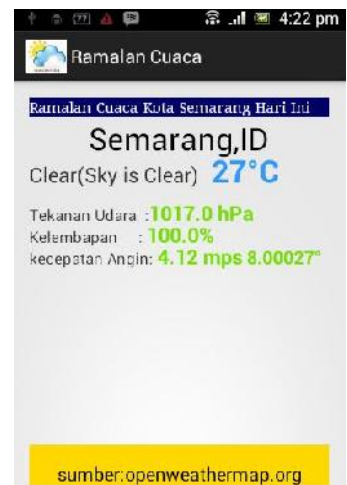 4:22 pm
Ramalan Cuaca
Ramalan Cuaca Kota Semarang Hari Ini
Semarang,ID
Clear(Sky is Clear) 27°C
Tekanan Udara :1017.0 hPa
Kelembapan : 100.0%
kecepatan Angin: 4.12 mps 8.00027°
sumber:openweathermap.org